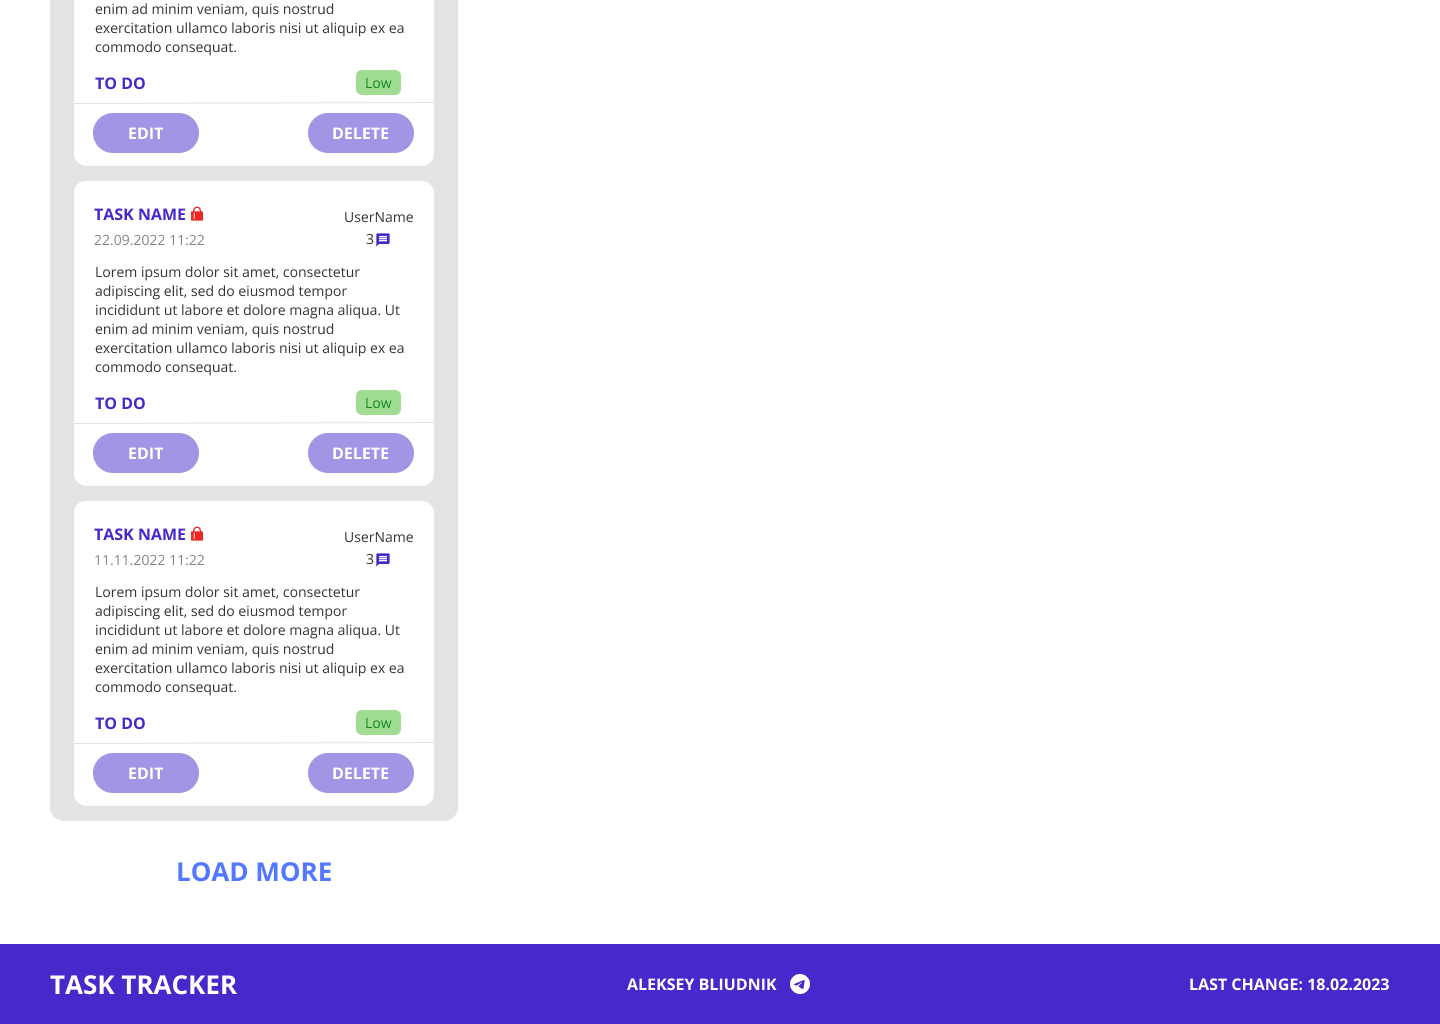 enim ad minim veniam, quis nostrud
exercitation ullamco laboris nisi ut aliquip ex ea
commodo consequat.
TO DO
Low
EDIT
DELETE
TASK NAME
UserName
22.09.2022 11:22
3
Lorem ipsum dolor sit amet, consectetur
adipiscing elit, sed do eiusmod tempor
incididunt ut labore et dolore magna aliqua. Ut
enim ad minim veniam, quis nostrud
exercitation ullamco laboris nisi ut aliquip ex ea
commodo consequat.
TO DO
Low
EDIT
DELETE
TASK NAME
UserName
11.11.2022 11:22
3
Lorem ipsum dolor sit amet, consectetur
adipiscing elit, sed do eiusmod tempor
incididunt ut labore et dolore magna aliqua. Ut
enim ad minim veniam, quis nostrud
exercitation ullamco laboris nisi ut aliquip ex ea
commodo consequat.
TO DO
Low
EDIT
DELETE
LOAD MORE
TASK TRACKER
ALEKSEY BLIUDNIK
LAST CHANGE: 18.02.2023